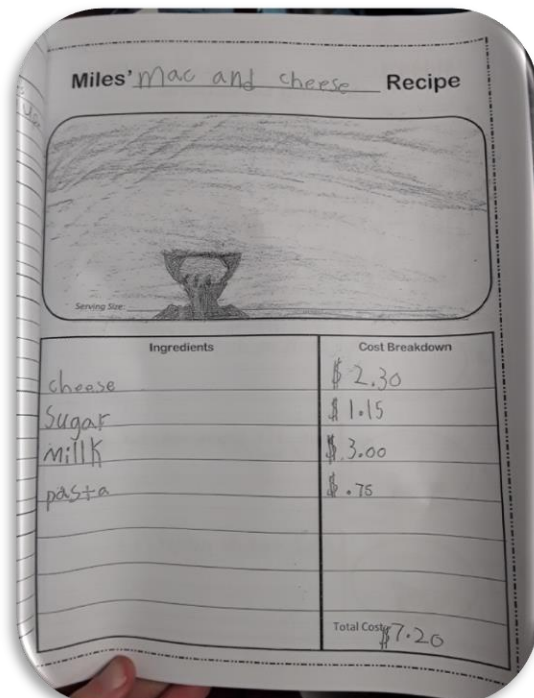 Miles' mac and cheese Recipe
Serving Size:
Ingredients Cost Breakdown
cheese $ 2.30
Sugar $ 1.15
millk $ 3.00
pasta $ .75
Total Cost $7.20